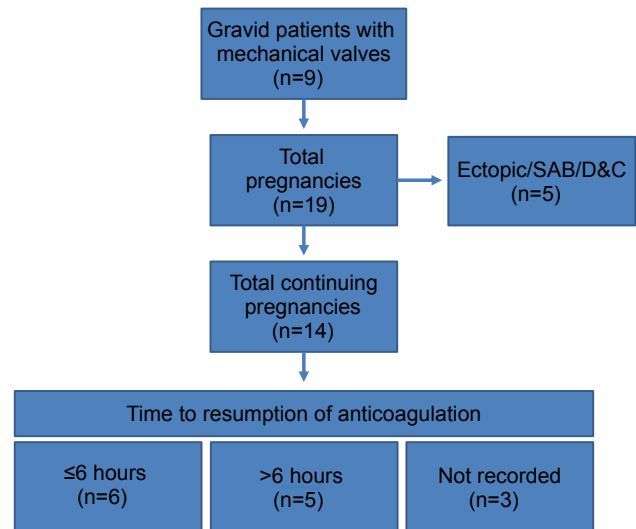 Gravid patients with
mechanical valves
(n=9)
Total
pregnancies
(n=19)
Ectopic/SAB/D&C
(n=5)
Total continuing
pregnancies
(n=14)
Time to resumption of anticoagulation
≤6 hours
(n=6)
>6 hours
(n=5)
Not recorded
(n=3)